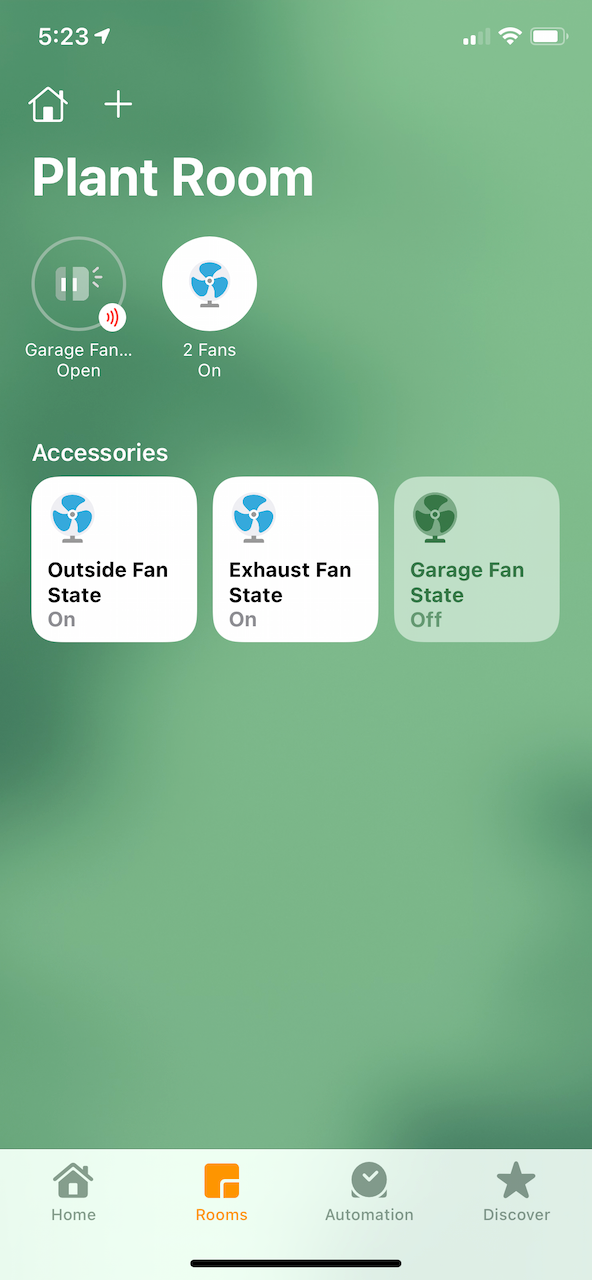 5:23
Plant Room
Garage Fan...
Open
2 Fans
On
Accessories
Outside Fan
State
On
Exhaust Fan
State
On
Garage Fan
State
Off
Home
Rooms
Automation
Discover